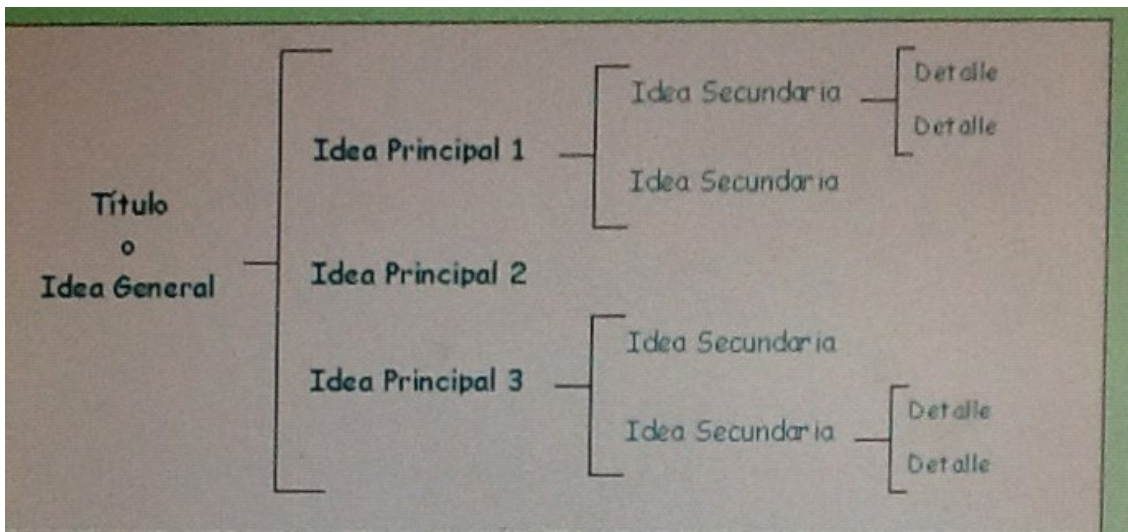 Título
o
Idea General
Idea Principal 1
Idea Secundaria
Detalle
Detalle
Idea Secundaria
Idea Principal 2
Idea Principal 3
Idea Secundaria
Idea Secundaria
Detalle
Detalle